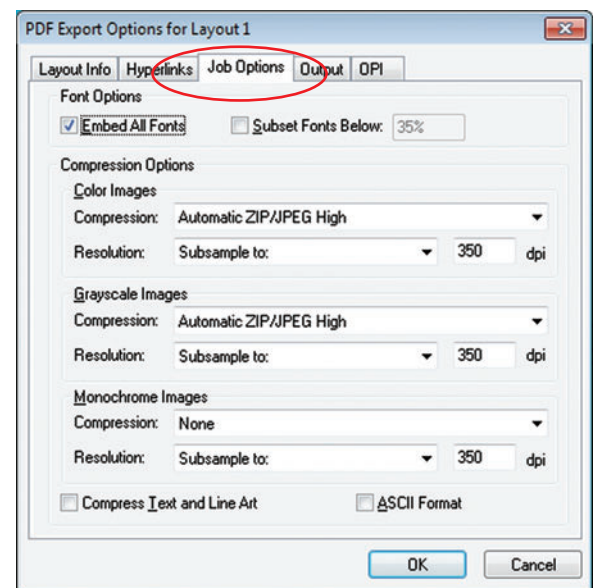 PDF Export Options for Layout 1
Layout Info Hyperlinks Job Options Output OPI
Font Options
Embed All Fonts Subset Fonts Below: 35%
Compression Options
Color Images
Compression: Automatic ZIP/JPEG High
Resolution: Subsample to: 350 dpi
Grayscale Images
Compression: Automatic ZIP/JPEG High
Resolution: Subsample to: 350 dpi
Monochrome Images
Compression: None
Resolution: Subsample to: 350 dpi
Compress Text and Line Art ASCII Format
OK Cancel